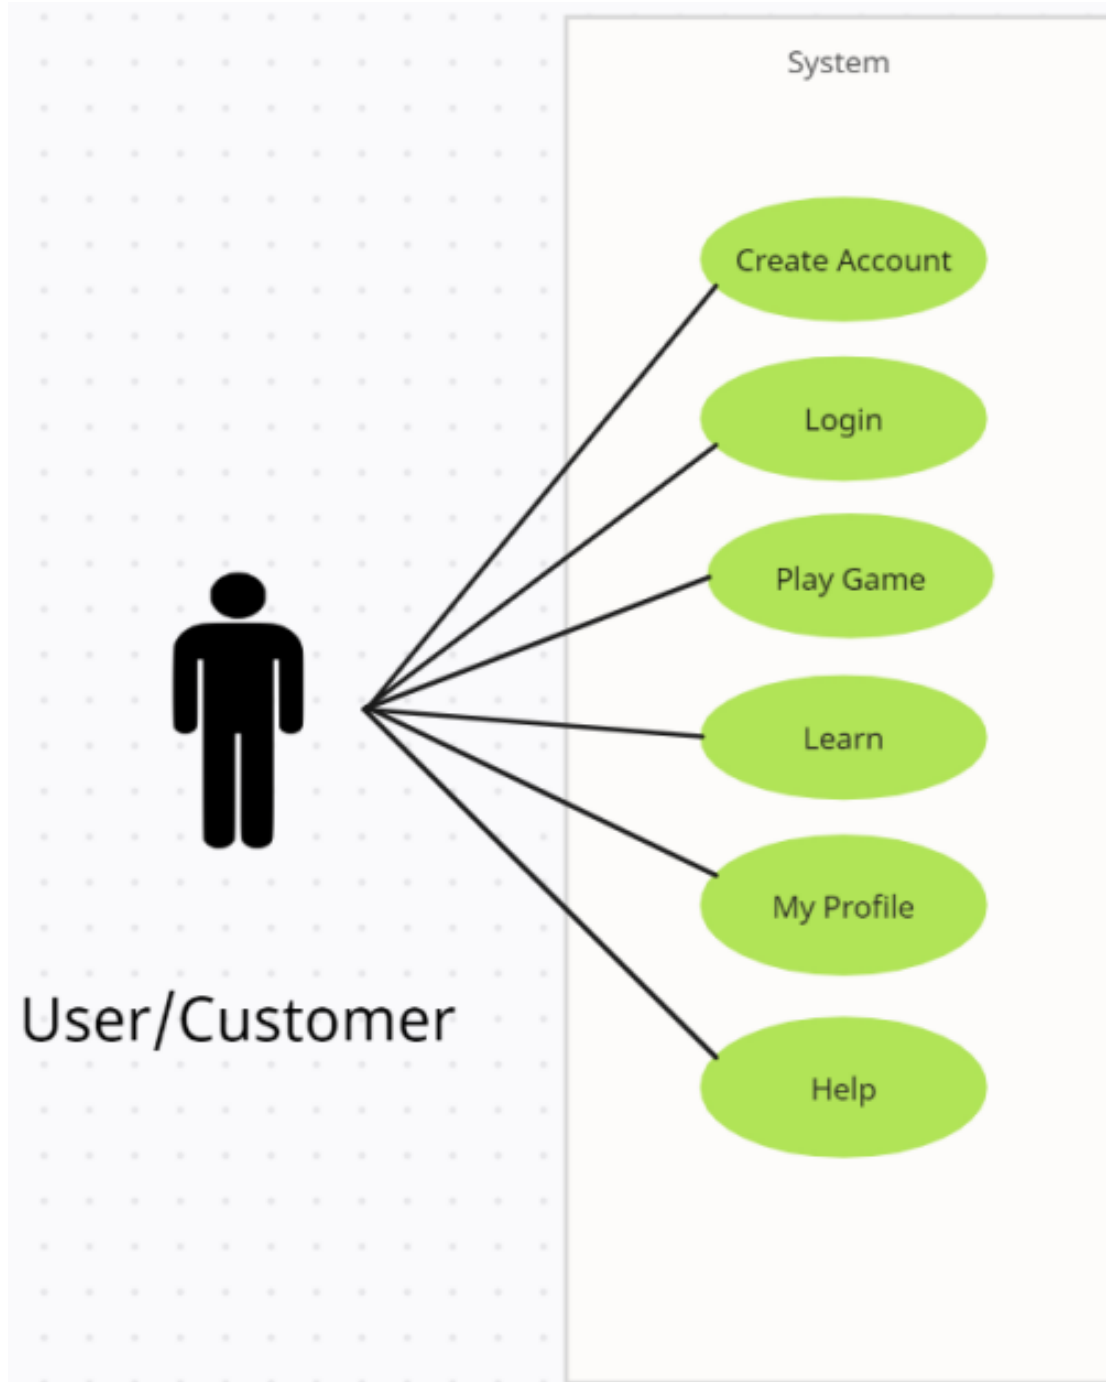 System
Create Account
Login
Play Game
Learn
My Profile
User/Customer
Help